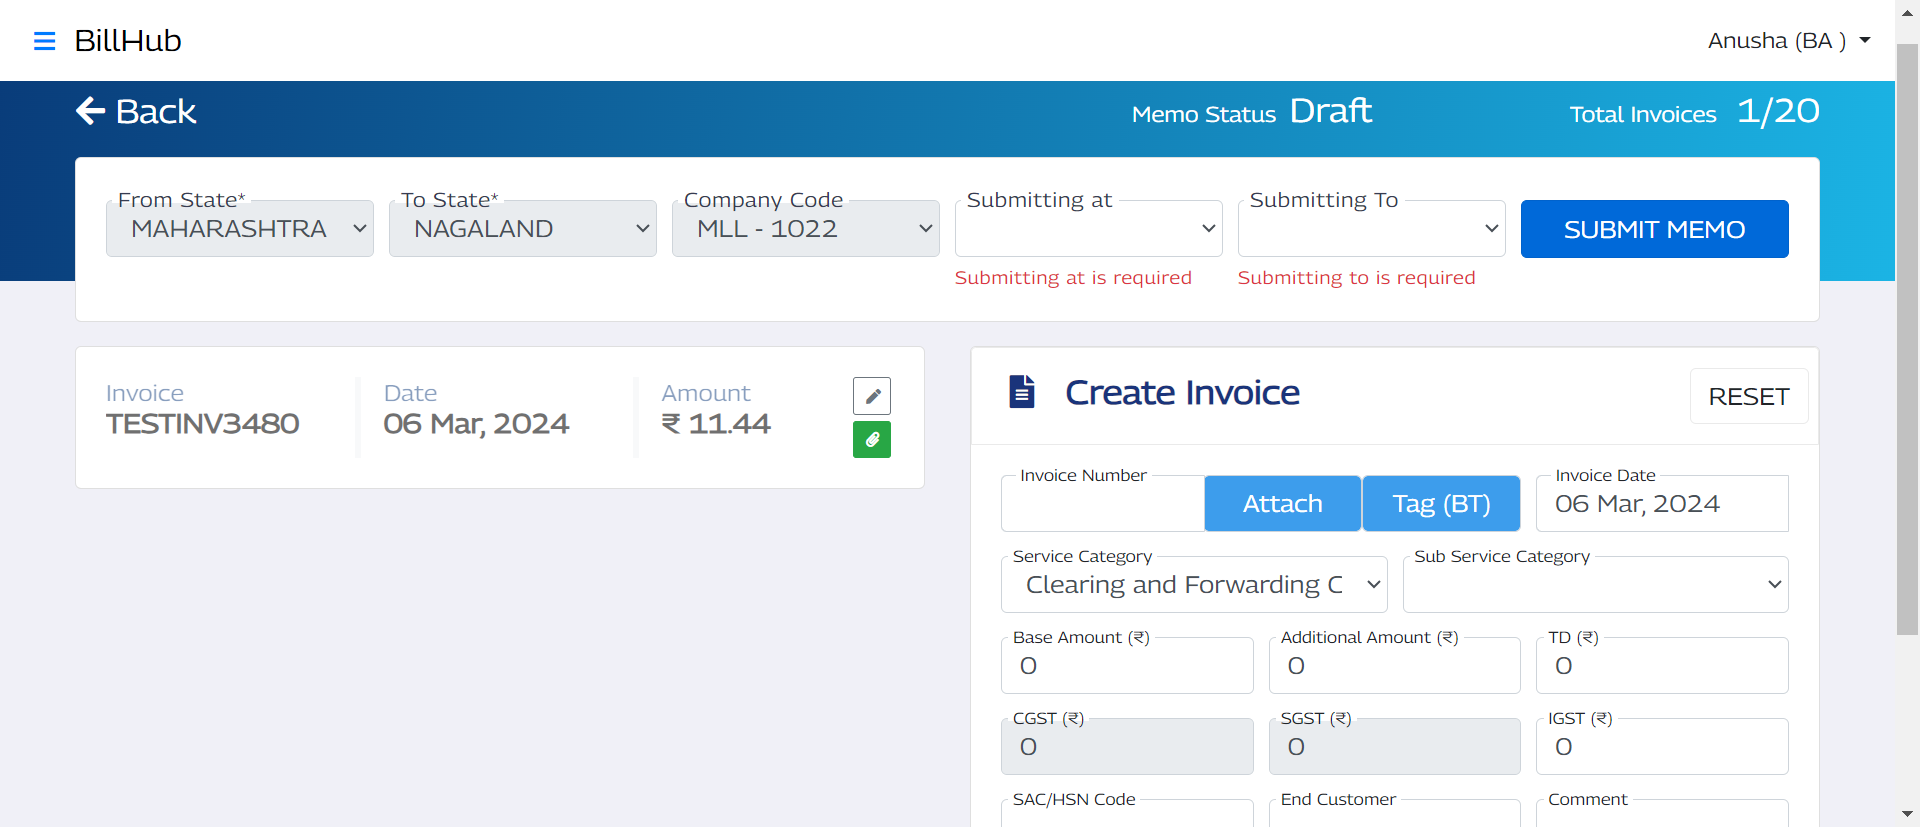 BillHub
Anusha (BA )
Back
Memo Status Draft
Total Invoices 1/20
From State*
MAHARASHTRA
To State*
NAGALAND
Company Code
MLL - 1022
Submitting at
Submitting at is required
Submitting To
Submitting to is required
SUBMIT MEMO
Invoice
TESTINV3480
Date
06 Mar, 2024
Amount
₹ 11.44
Create Invoice
RESET
Invoice Number
Attach
Tag (BT)
Invoice Date
06 Mar, 2024
Service Category
Clearing and Forwarding C
Sub Service Category
Base Amount (₹)
0
Additional Amount (₹)
0
TD (₹)
0
CGST (₹)
0
SGST (₹)
0
IGST (₹)
0
SAC/HSN Code
End Customer
Comment